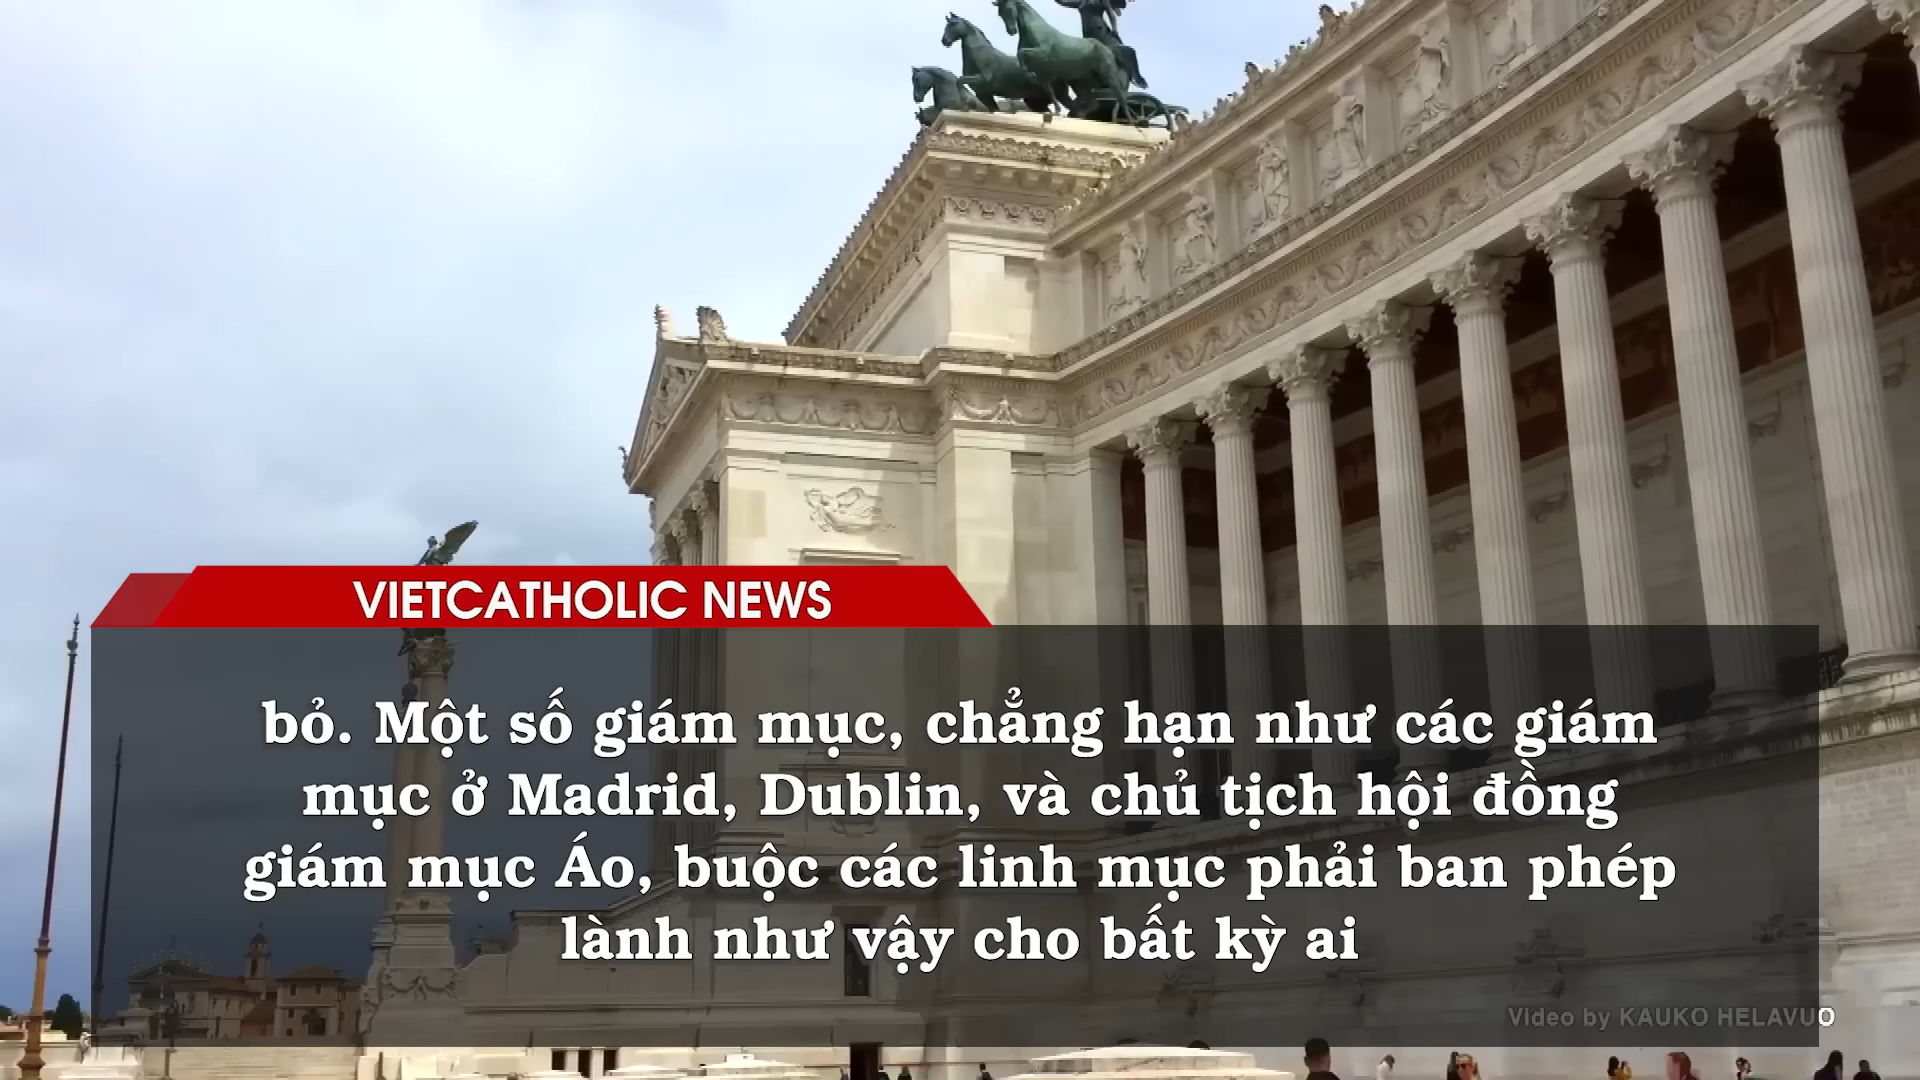 VIETCATHOLIC NEWS
bỏ. Một số giám mục, chẳng hạn như các giám
mục ở Madrid, Dublin, và chủ tịch hội đồng
giám mục Áo, buộc các linh mục phải ban phép
lành như vậy cho bất kỳ ai
Video by KAUKO HELAVUO